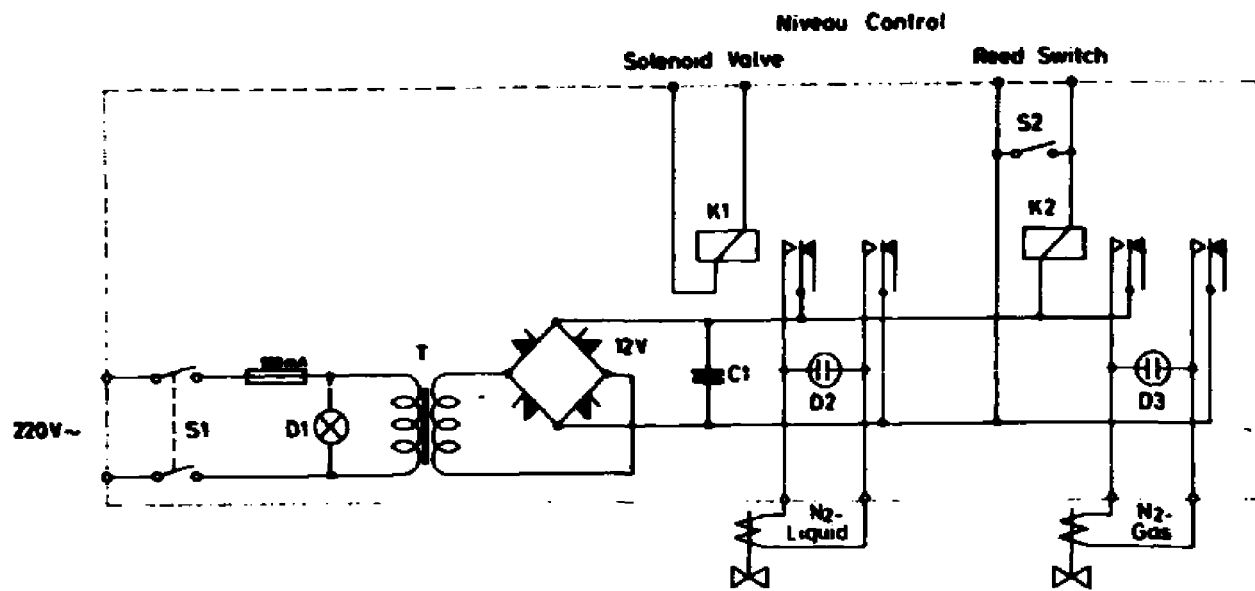 Niveau Control
Solenoid Valve
Reed Switch
S2
K1
K2
T
12V
C1
D2
D3
220V~
S1
D1
N2-
Liquid
N2-
Gas